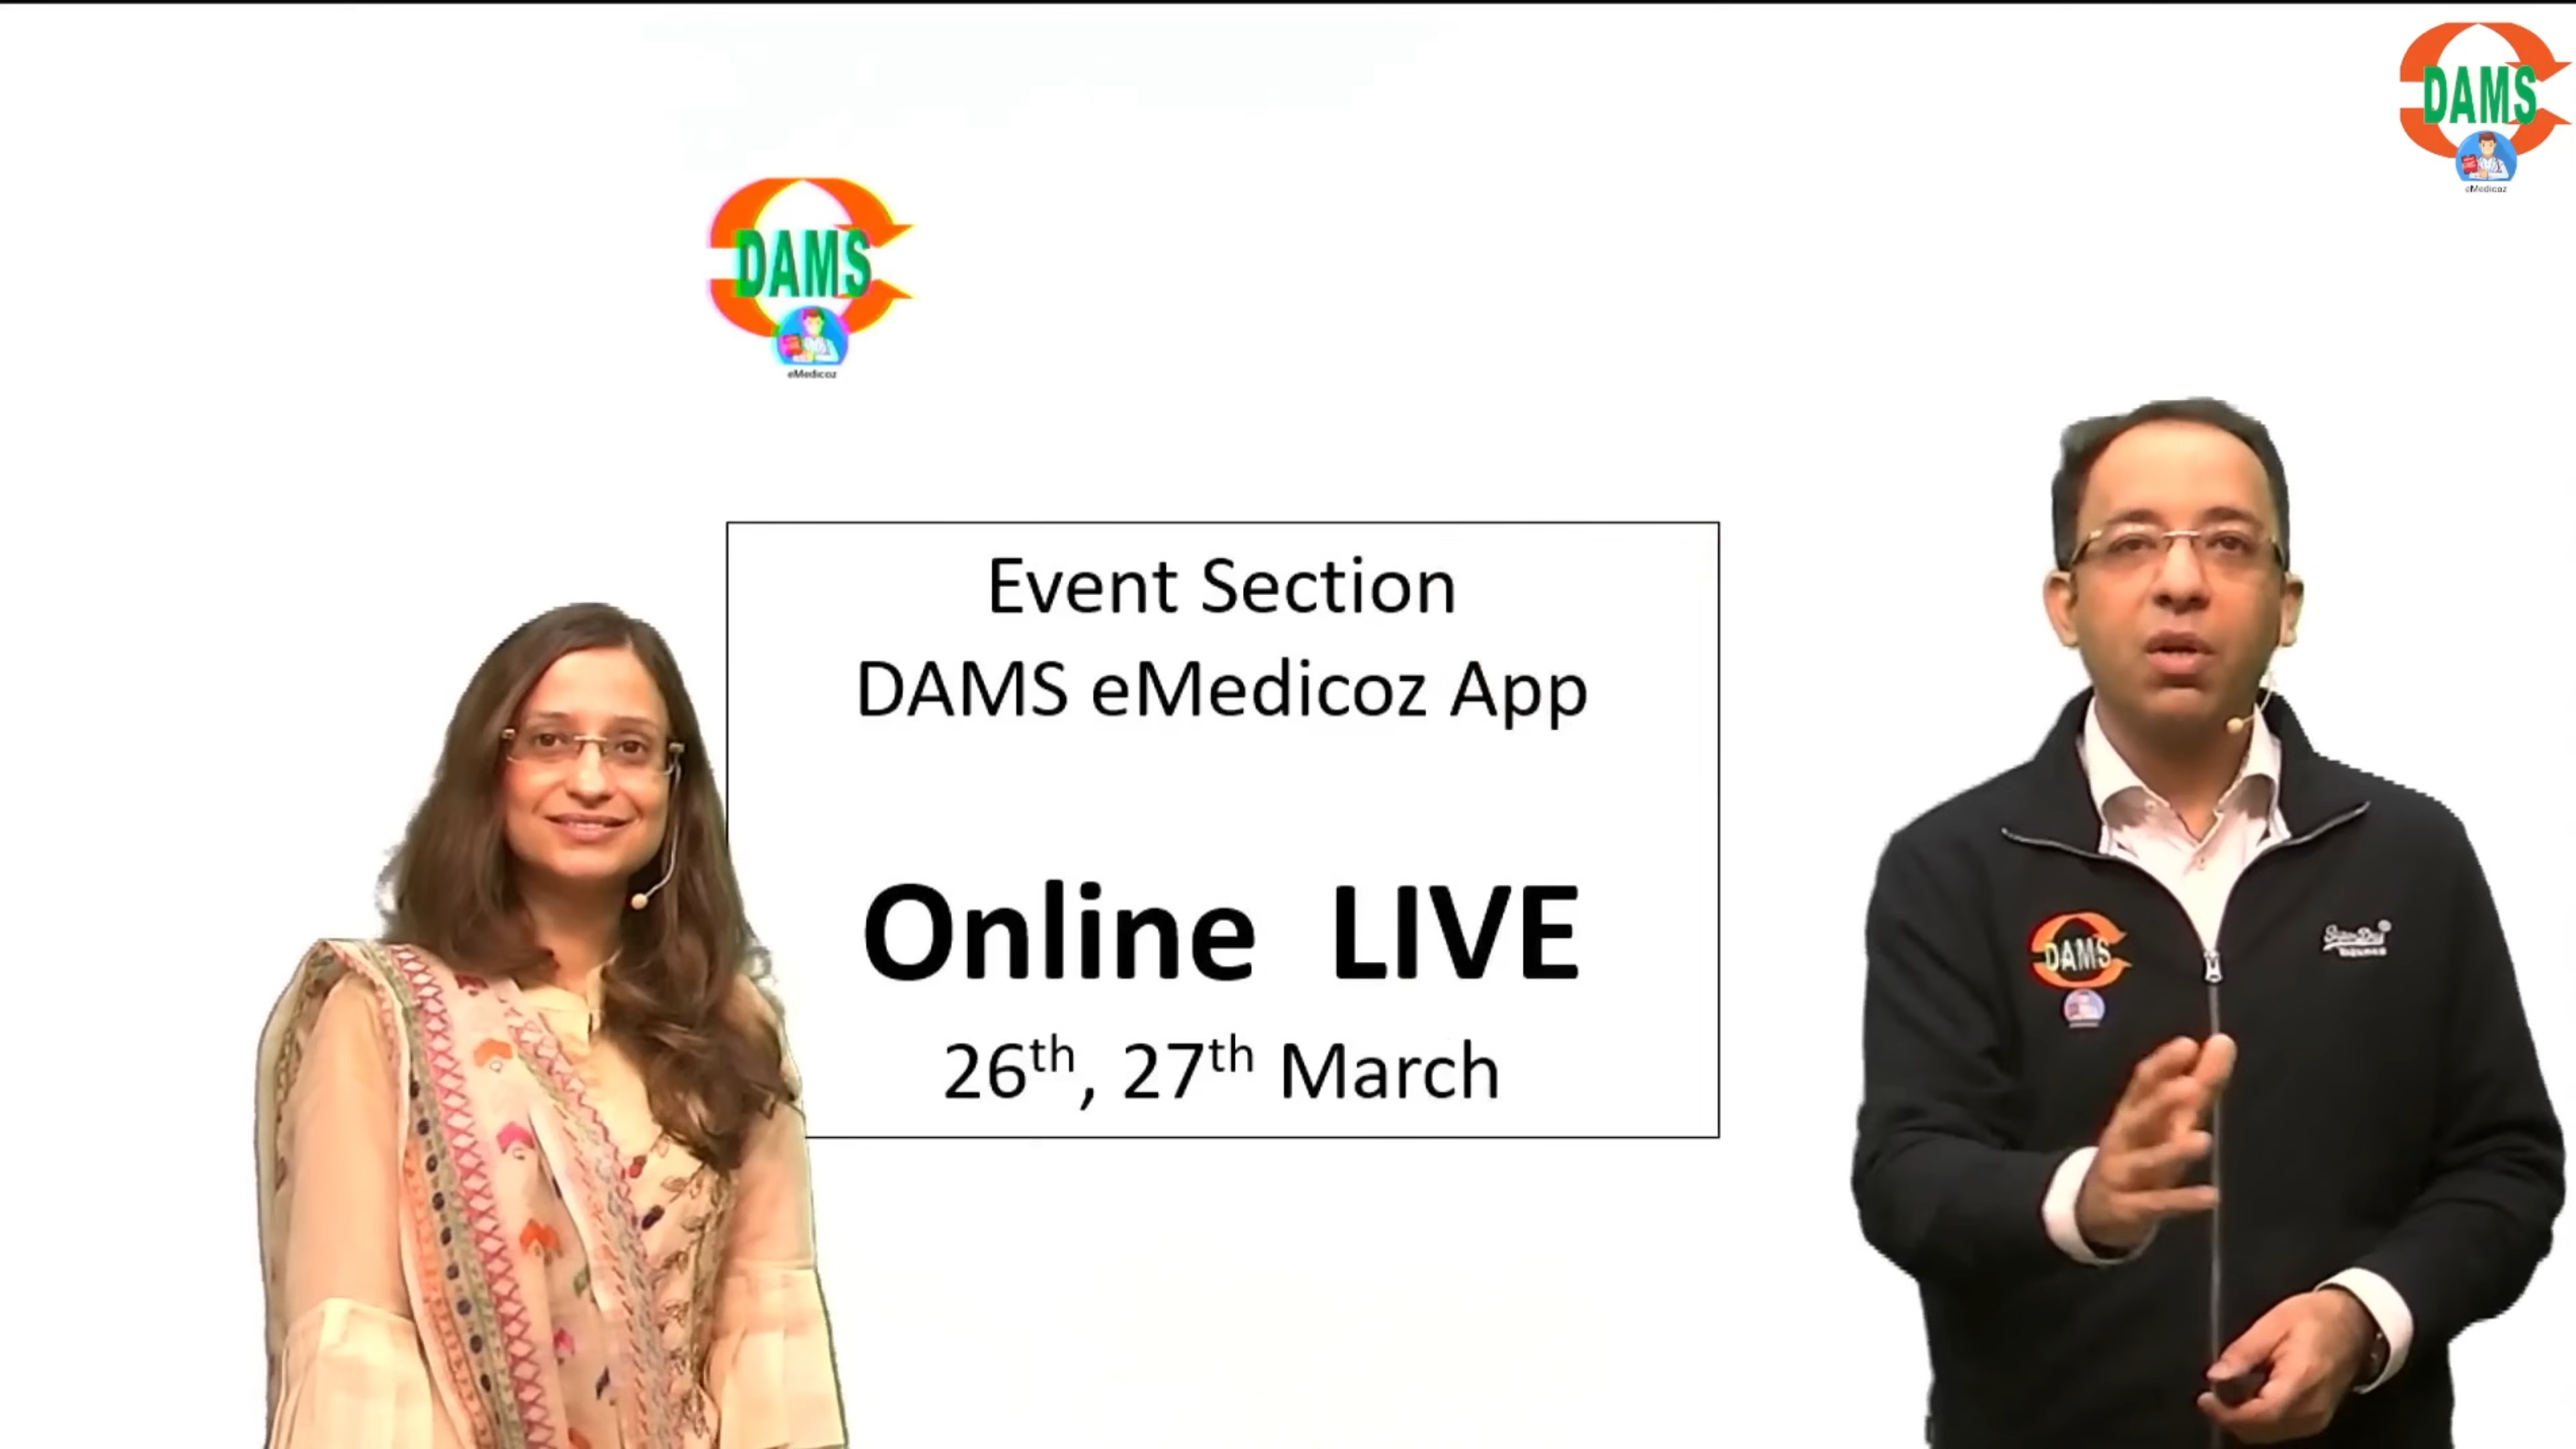 DAMS
eMedicoz
DAMS
eMedicoz
Event Section
DAMS eMedicoz App
Online LIVE
26th, 27th March
DAMS